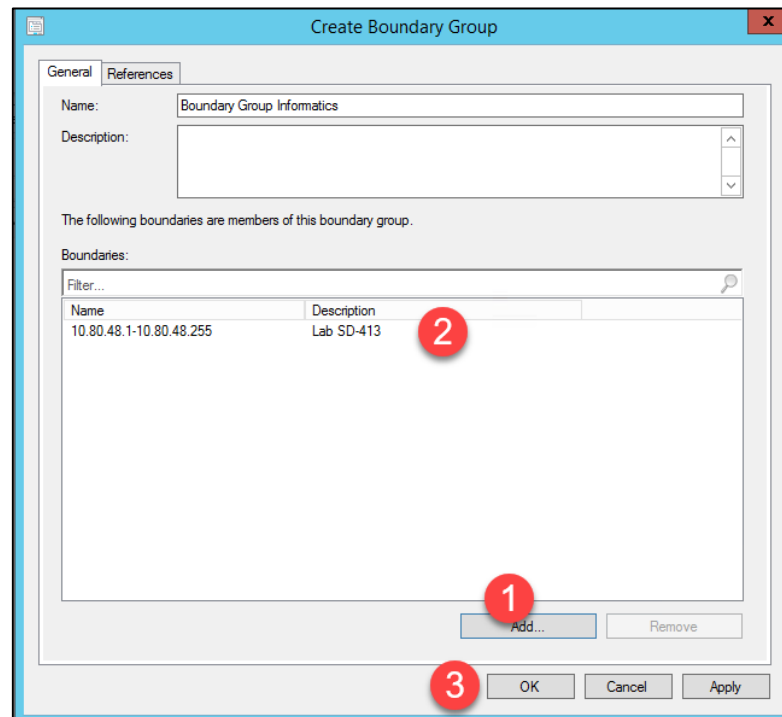 Create Boundary Group
x
General References
Name: Boundary Group Informatics
Description:
The following boundaries are members of this boundary group.
Boundaries:
Filter...
Name Description
10.80.48.1-10.80.48.255 Lab SD-413
2
1
Add... Remove
3 OK Cancel Apply